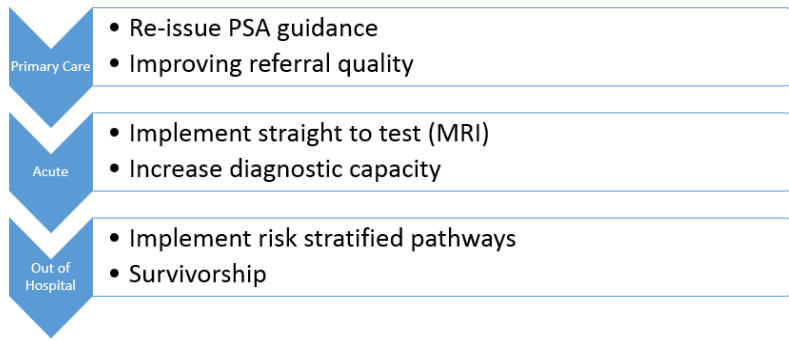 Primary Care
• Re-issue PSA guidance
• Improving referral quality
Acute
• Implement straight to test (MRI)
• Increase diagnostic capacity
Out of
Hospital
• Implement risk stratified pathways
• Survivorship